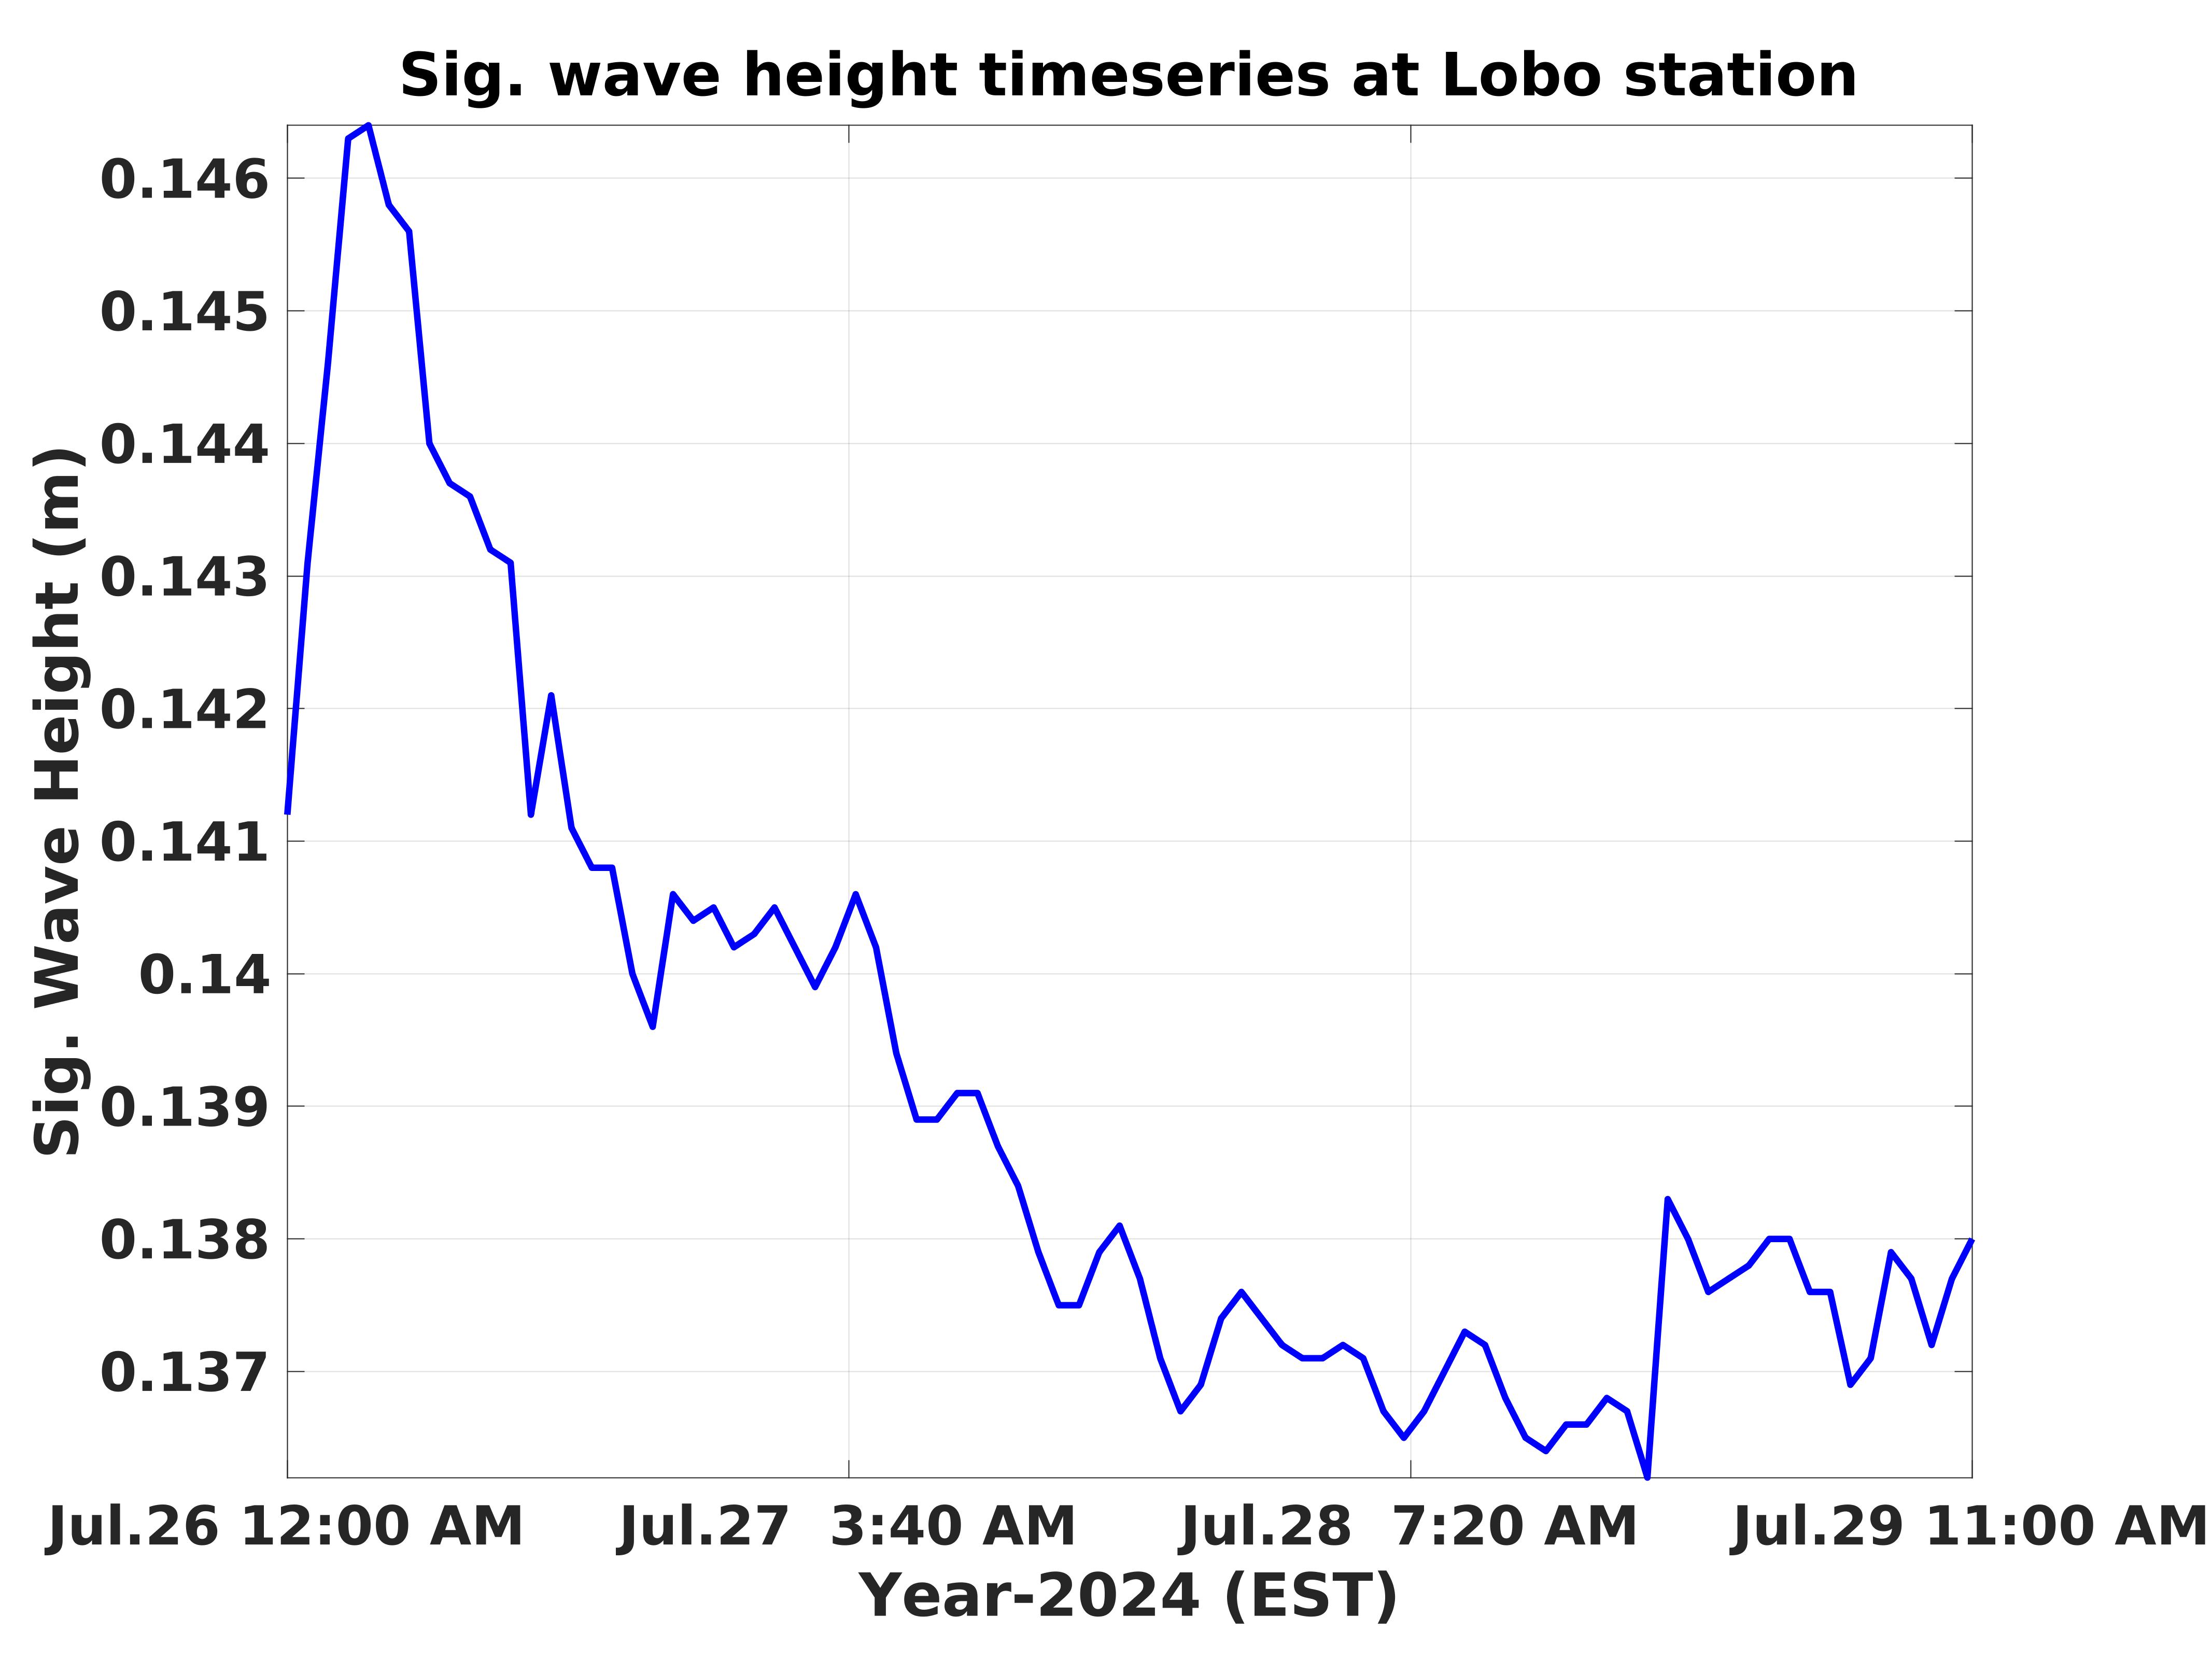 Sig. wave height timeseries at Lobo station
Sig. Wave Height (m)
0.146
0.145
0.144
0.143
0.142
0.141
0.14
0.139
0.138
0.137
Jul.26 12:00 AM Jul.27 3:40 AM Jul.28 7:20 AM Jul.29 11:00 AM
Year-2024 (EST)